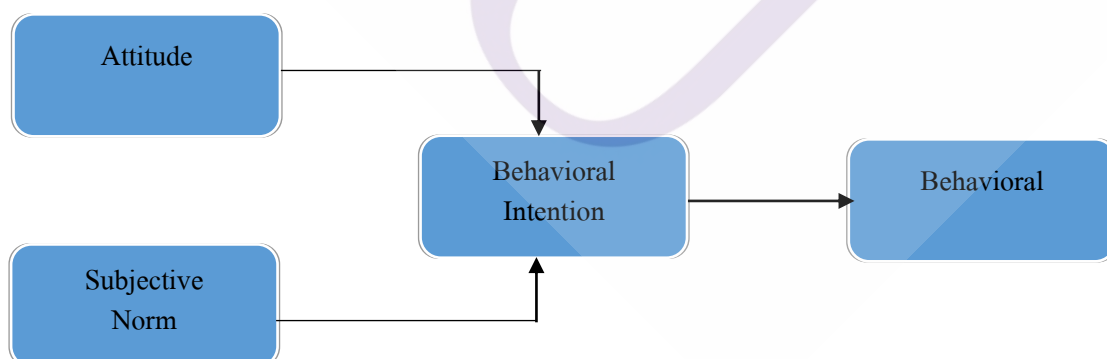 Attitude
Behavioral
Intention
Behavioral
Subjective
Norm